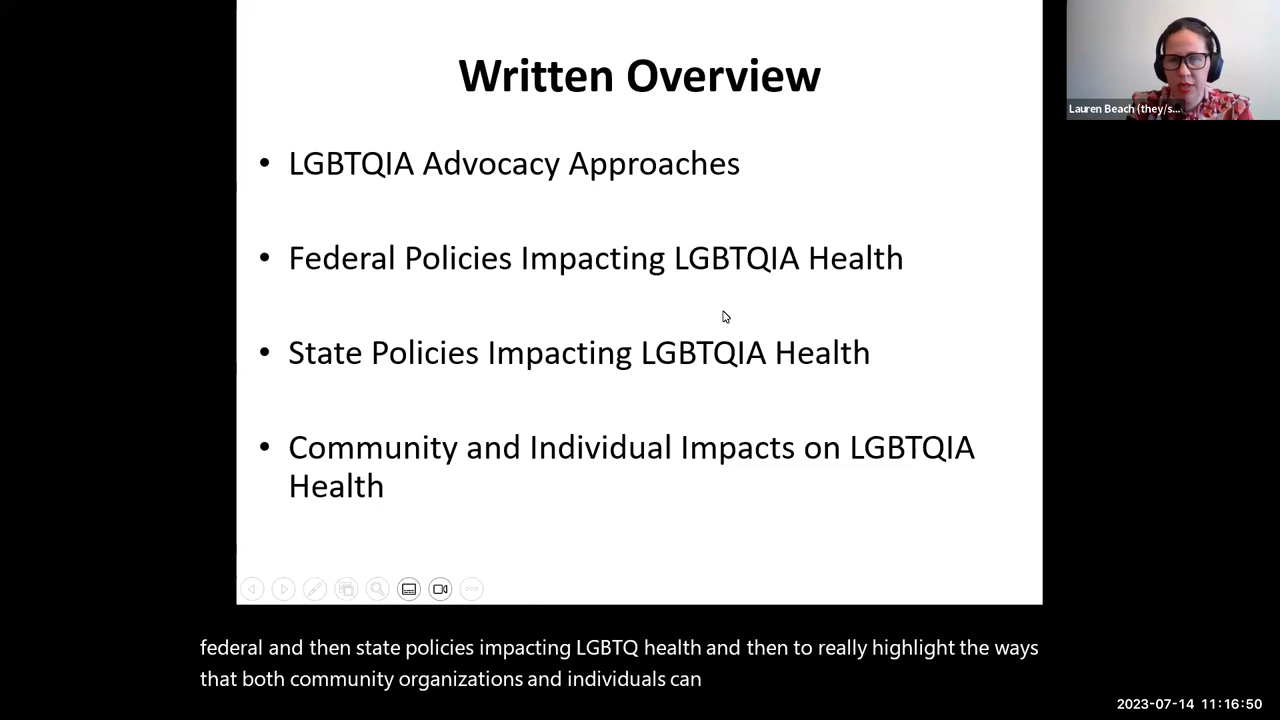 Written Overview
Lauren Beach (they/s...
• LGBTQIA Advocacy Approaches
• Federal Policies Impacting LGBTQIA Health
• State Policies Impacting LGBTQIA Health
• Community and Individual Impacts on LGBTQIA
Health
federal and then state policies impacting LGBTQ health and then to really highlight the ways
that both community organizations and individuals can
2023-07-14 11:16:50